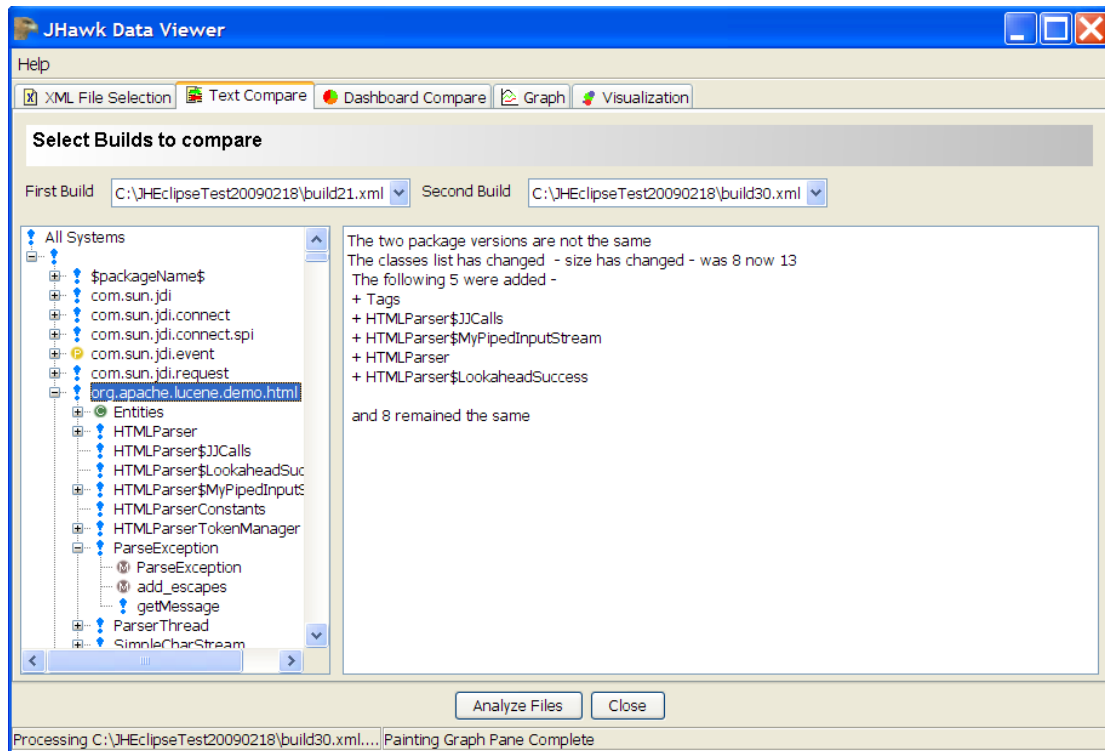 JHawk Data Viewer
Help
XML File Selection Text Compare Dashboard Compare Graph Visualization
Select Builds to compare
First Build C:\JHEclipseTest20090218\build21.xml Second Build C:\JHEclipseTest20090218\build30.xml
All Systems
$packageName$
com.sun.jdi
com.sun.jdi.connect
com.sun.jdi.connect.spi
P com.sun.jdi.event
com.sun.jdi.request
org.apache.lucene.demo.html
C Entities
HTMLParser
HTMLParser$JJCalls
HTMLParser$LookaheadSuc
HTMLParser$MyPipedInputS
HTMLParserConstants
HTMLParserTokenManager
ParseException
M ParseException
M add_escapes
getMessage
ParserThread
SimpleCharStream
The two package versions are not the same
The classes list has changed - size has changed - was 8 now 13
The following 5 were added -
+ Tags
+ HTMLParser$JJCalls
+ HTMLParser$MyPipedInputStream
+ HTMLParser
+ HTMLParser$LookaheadSuccess
and 8 remained the same
Analyze Files Close
Processing C:\JHEclipseTest20090218\build30.xml.... Painting Graph Pane Complete